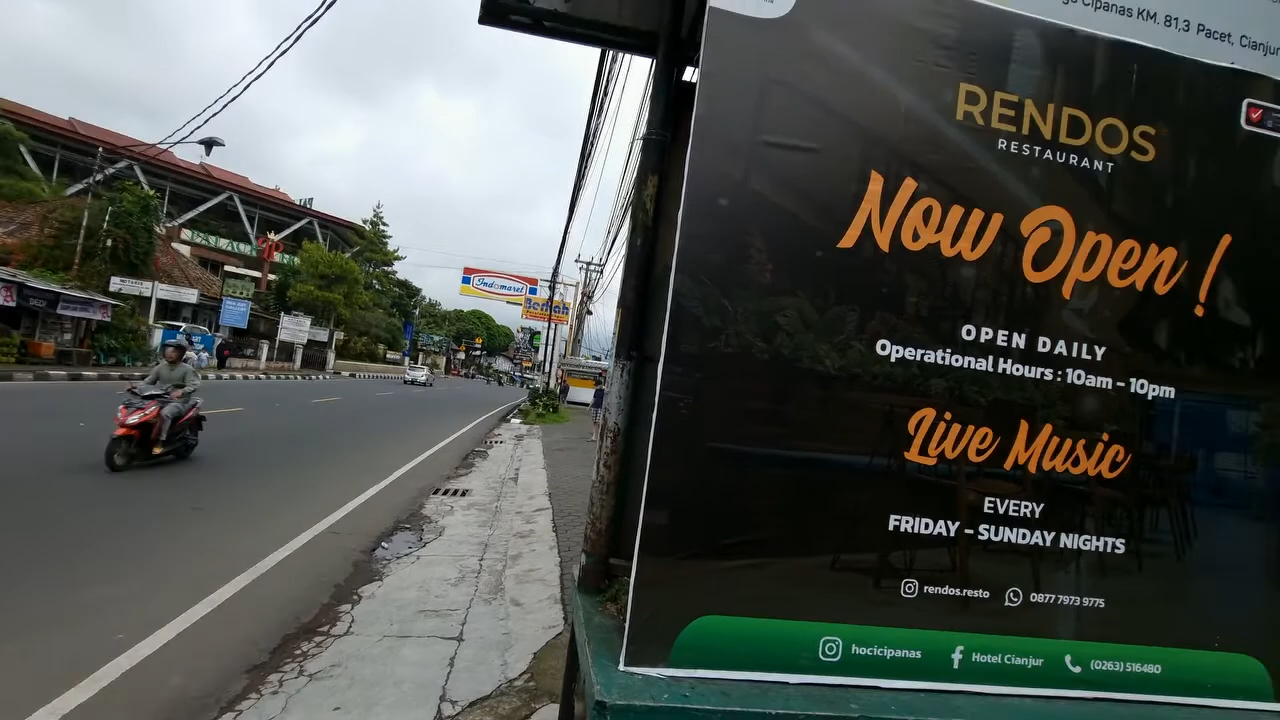 Cipanas KM. 81,3 Pacet, Cianjur
RENDOS
RESTAURANT
Now Open !
OPEN DAILY
Operational Hours : 10am - 10pm
Live Music
EVERY
FRIDAY - SUNDAY NIGHTS
rendos.resto 0877 7973 9775
hocicipanas Hotel Cianjur (0263) 516480
Indomaret
NOTARIS